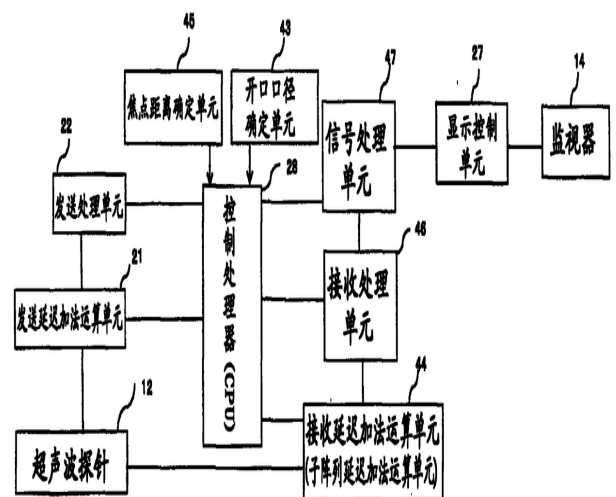 45
43
47
27
14
焦点距离确定单元
开口口径
确定单元
信号处理
单元
显示控制
单元
监视器
22
28
发送处理单元
控制处理器(CPU)
46
21
接收处理
单元
发送延迟加法运算单元
44
12
接收延迟加法运算单元
(子阵列延迟加法运算单元)
超声波探针